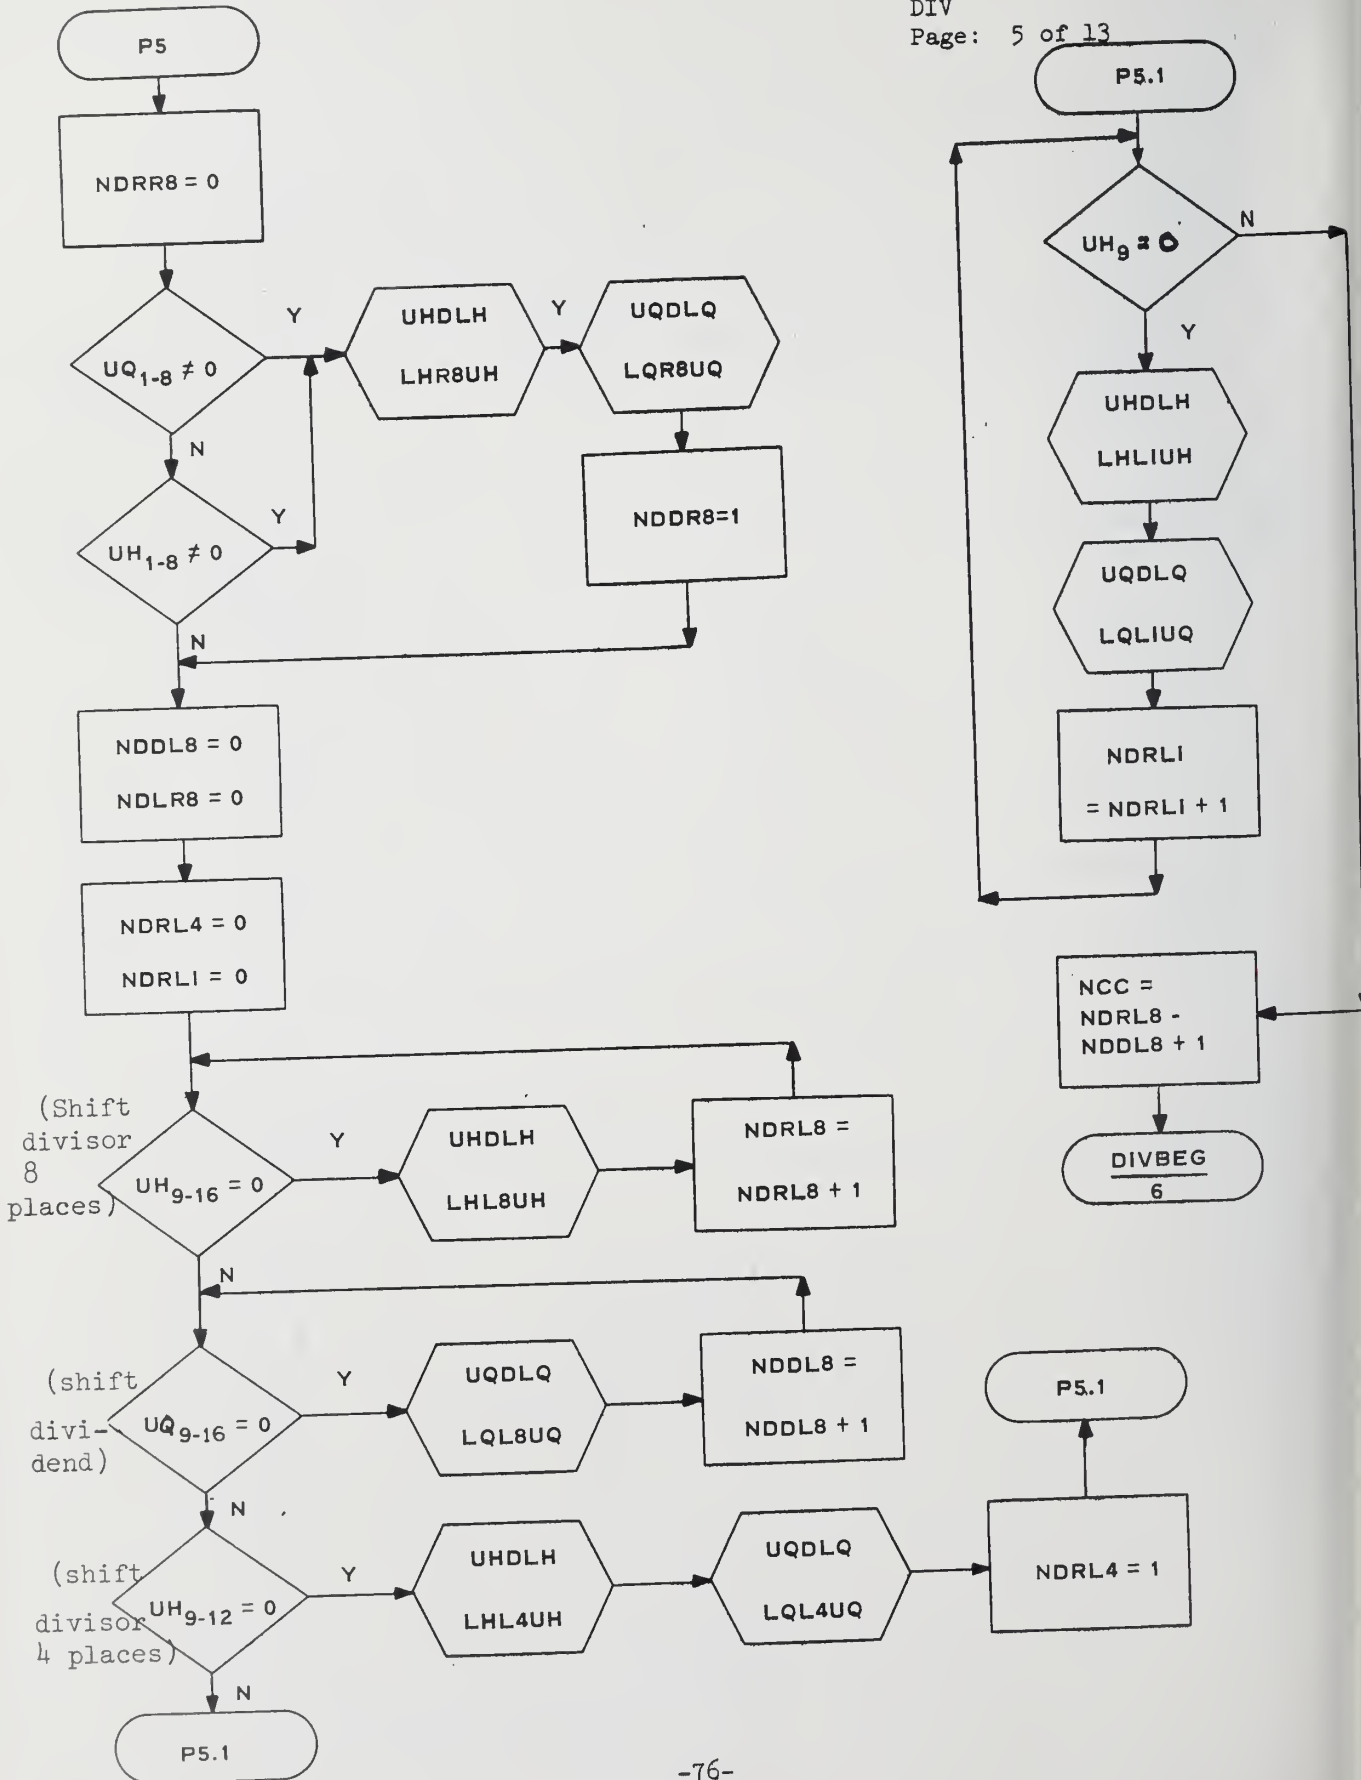 DIV
Page: 5 of 13
P5
NDRR8 = 0
UQ1-8 ≠ 0
Y
UHDLH
LHR8UH
Y
UQDLQ
LQR8UQ
N
UH1-8 ≠ 0
Y
NDDR8=1
N
NDDL8 = 0
NDLR8 = 0
NDRL4 = 0
NDRLI = 0
(Shift
divisor
8
places)
UH9-16 = 0
Y
UHDLH
LHL8UH
NDRL8 =
NDRL8 + 1
N
(shift
divi-
dend)
UQ9-16 = 0
Y
UQDLQ
LQL8UQ
NDDL8 =
NDDL8 + 1
N
(shift
divisor
4 places)
UH9-12 = 0
Y
UHDLH
LHL4UH
UQDLQ
LQL4UQ
NDRL4 = 1
P5.1
N
P5.1
P5.1
UH9 = 0
N
Y
UHDLH
LHLIUH
UQDLQ
LQLIUQ
NDRLI
= NDRLI + 1
NCC =
NDRL8 -
NDDL8 + 1
DIVBEG
6
-76-